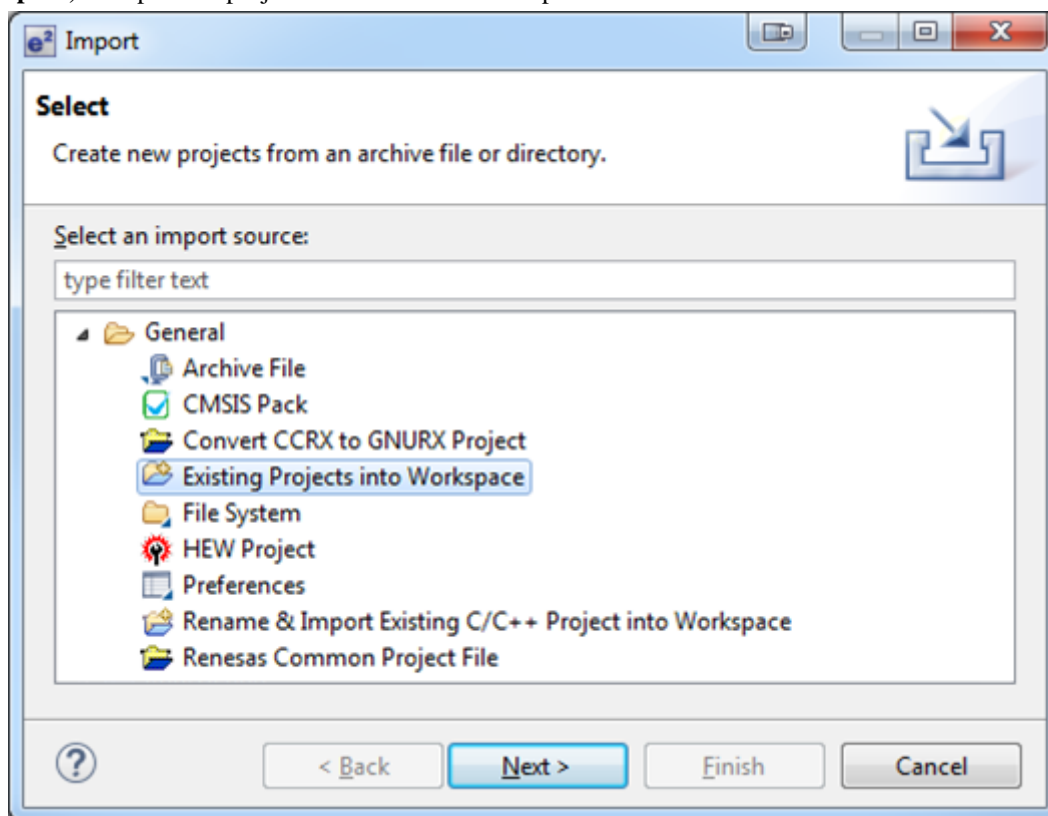 e² Import
Select
Create new projects from an archive file or directory.
Select an import source:
type filter text
General
Archive File
CMSIS Pack
Convert CCRX to GNURX Project
Existing Projects into Workspace
File System
HEW Project
Preferences
Rename & Import Existing C/C++ Project into Workspace
Renesas Common Project File
? < Back Next > Finish Cancel